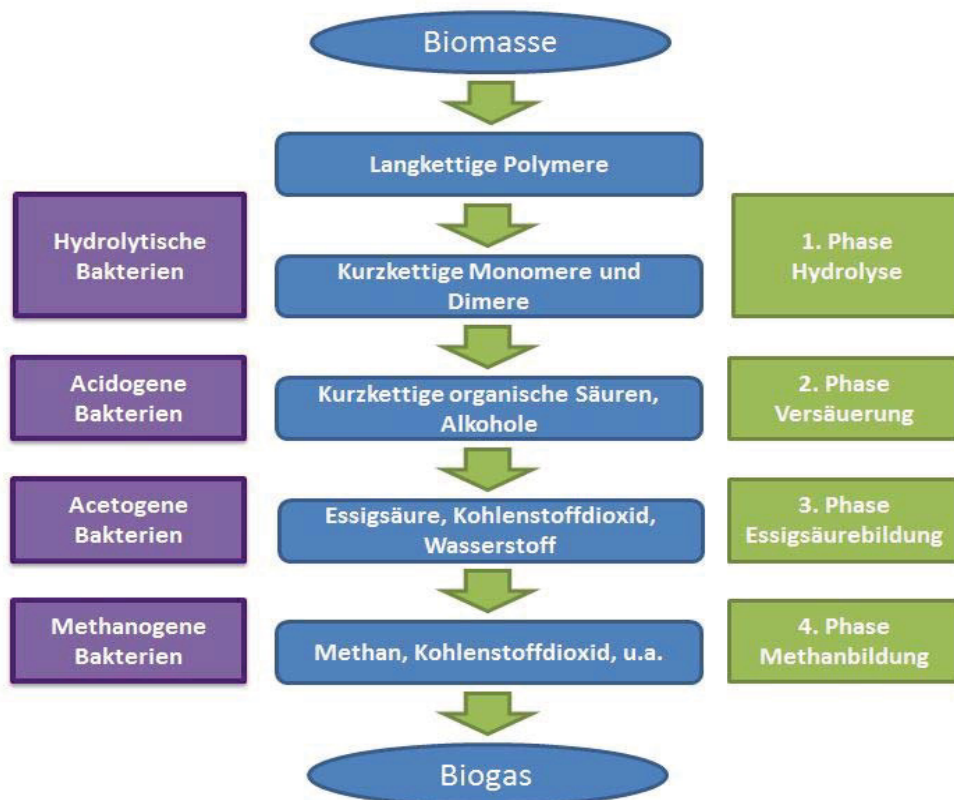 Biomasse
Langkettige Polymere
Hydrolytische
Bakterien
Kurzkettige Monomere und
Dimere
1. Phase
Hydrolyse
Acidogene
Bakterien
Kurzkettige organische Säuren,
Alkohole
2. Phase
Versäuerung
Acetogene
Bakterien
Essigsäure, Kohlenstoffdioxid,
Wasserstoff
3. Phase
Essigsäurebildung
Methanogene
Bakterien
Methan, Kohlenstoffdioxid, u.a.
4. Phase
Methanbildung
Biogas